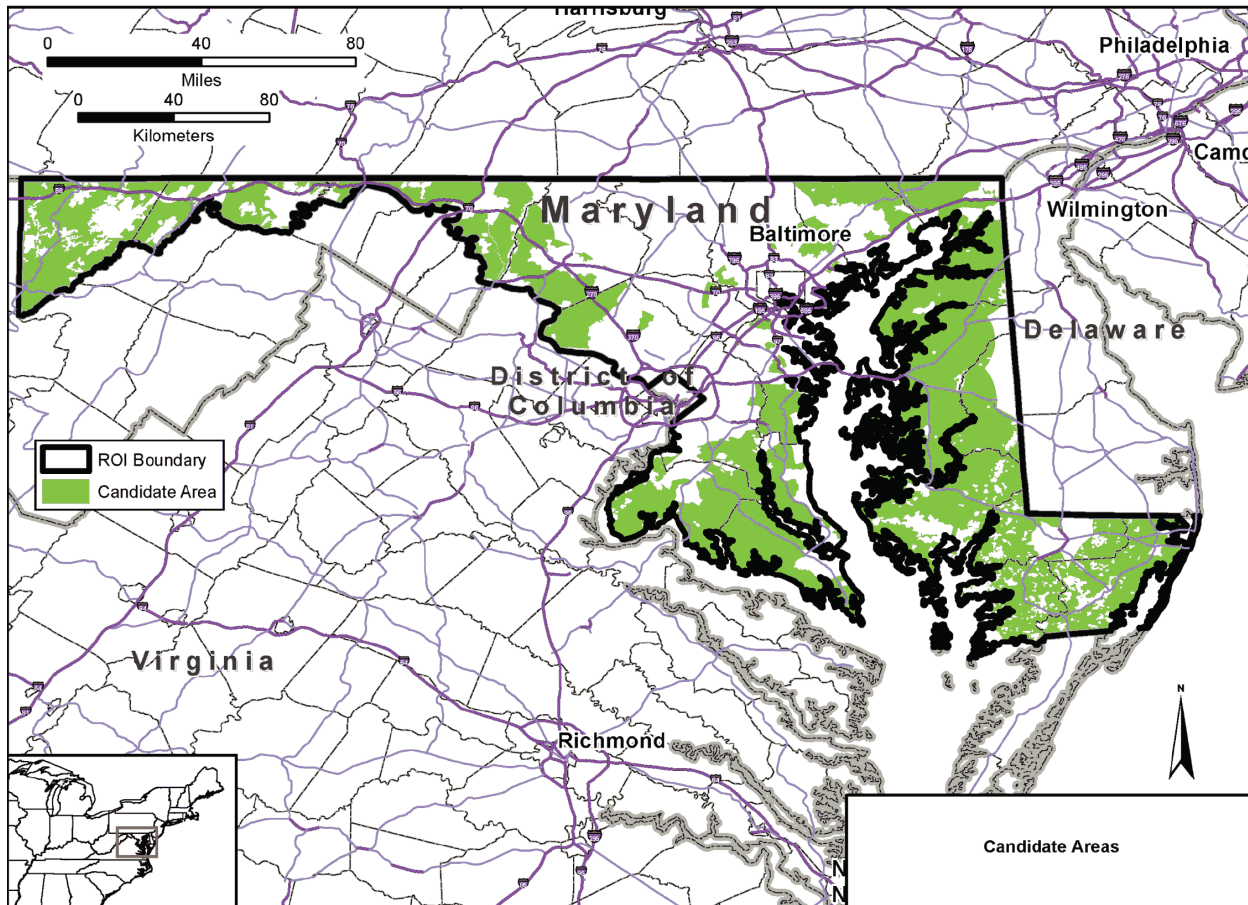 Harrisburg
0 40 80
Miles
0 40 80
Kilometers
Philadelphia
Camd
Wilmington
Maryland
Baltimore
Delaware
District of
Columbia
ROI Boundary
Candidate Area
Virginia
Richmond
N
Candidate Areas
N
N